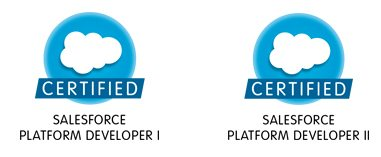 CERTIFIED
SALESFORCE
PLATFORM DEVELOPER I
CERTIFIED
SALESFORCE
PLATFORM DEVELOPER II